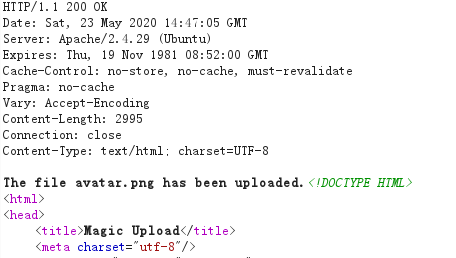 HTTP/1.1 200 OK
Date: Sat, 23 May 2020 14:47:05 GMT
Server: Apache/2.4.29 (Ubuntu)
Expires: Thu, 19 Nov 1981 08:52:00 GMT
Cache-Control: no-store, no-cache, must-revalidate
Pragma: no-cache
Vary: Accept-Encoding
Content-Length: 2995
Connection: close
Content-Type: text/html; charset=UTF-8

The file avatar.png has been uploaded.<!DOCTYPE HTML>
<html>
<head>
    <title>Magic Upload</title>
    <meta charset="utf-8"/>